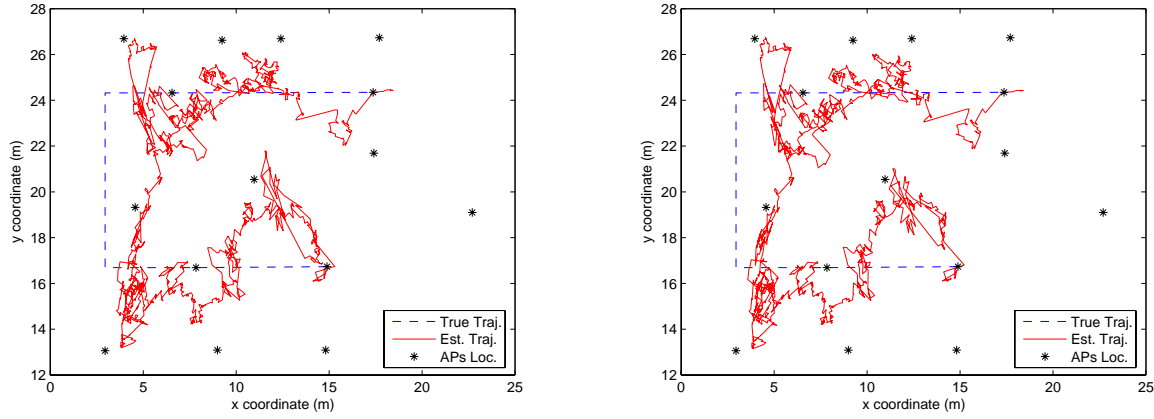 28
26
24
22
20
18
16
14
12
y coordinate (m)
0 5 10 15 20 25
x coordinate (m)
True Traj.
Est. Traj.
APs Loc.
28
26
24
22
20
18
16
14
12
y coordinate (m)
0 5 10 15 20 25
x coordinate (m)
True Traj.
Est. Traj.
APs Loc.